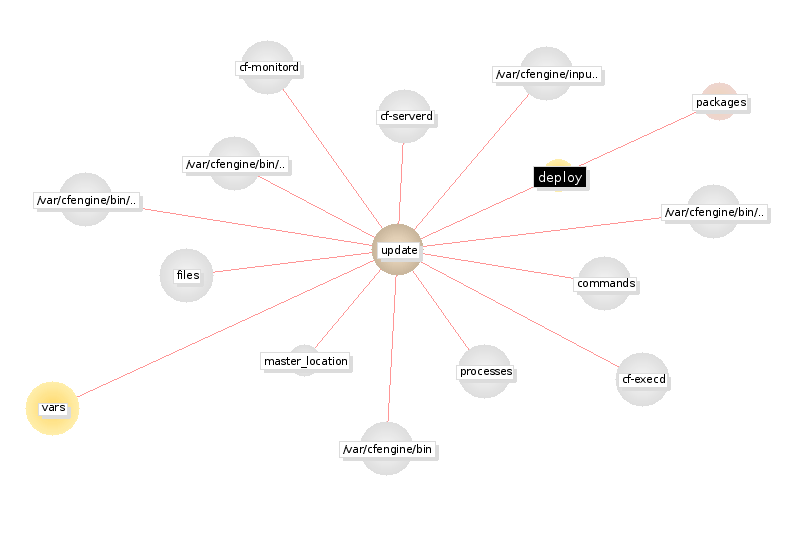 cf-monitord
/var/cfengine/inpu..
packages
cf-serverd
/var/cfengine/bin/..
deploy
/var/cfengine/bin/..
/var/cfengine/bin/..
update
files
commands
master_location
processes
cf-execd
vars
/var/cfengine/bin